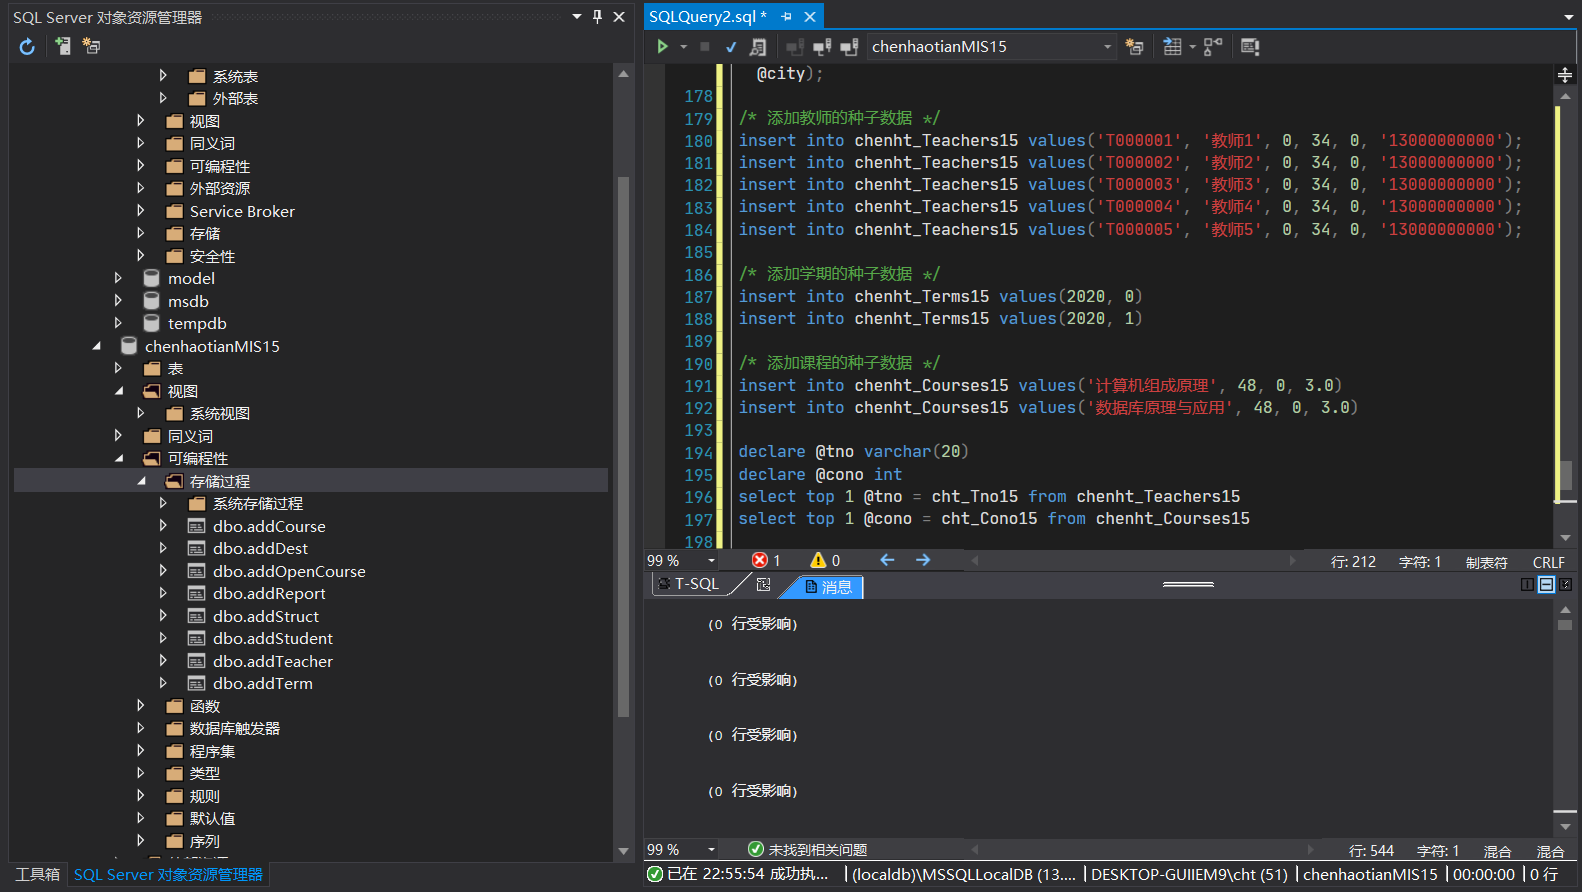 SQL Server 对象资源管理器
系统表
外部表
视图
同义词
可编程性
外部资源
Service Broker
存储
安全性
model
msdb
tempdb
chenhaotianMIS15
表
视图
系统视图
同义词
可编程性
存储过程
系统存储过程
dbo.addCourse
dbo.addDest
dbo.addOpenCourse
dbo.addReport
dbo.addStruct
dbo.addStudent
dbo.addTeacher
dbo.addTerm
函数
数据库触发器
程序集
类型
规则
默认值
序列
工具箱 SQL Server 对象资源管理器
SQLQuery2.sql *
chenhaotianMIS15
@city);
178
179 /* 添加教师的种子数据 */
180 insert into chenht_Teachers15 values('T000001', '教师1', 0, 34, 0, '13000000000');
181 insert into chenht_Teachers15 values('T000002', '教师2', 0, 34, 0, '13000000000');
182 insert into chenht_Teachers15 values('T000003', '教师3', 0, 34, 0, '13000000000');
183 insert into chenht_Teachers15 values('T000004', '教师4', 0, 34, 0, '13000000000');
184 insert into chenht_Teachers15 values('T000005', '教师5', 0, 34, 0, '13000000000');
185
186 /* 添加学期的种子数据 */
187 insert into chenht_Terms15 values(2020, 0)
188 insert into chenht_Terms15 values(2020, 1)
189
190 /* 添加课程的种子数据 */
191 insert into chenht_Courses15 values('计算机组成原理', 48, 0, 3.0)
192 insert into chenht_Courses15 values('数据库原理与应用', 48, 0, 3.0)
193
194 declare @tno varchar(20)
195 declare @cono int
196 select top 1 @tno = cht_Tno15 from chenht_Teachers15
197 select top 1 @cono = cht_Cono15 from chenht_Courses15
198
99 % 1 0 行: 212 字符: 1 制表符 CRLF
T-SQL 消息
(0 行受影响)
(0 行受影响)
(0 行受影响)
(0 行受影响)
99 % 未找到相关问题 行: 544 字符: 1 混合 混合
已在 22:55:54 成功执... (localdb)\MSSQLLocalDB (13.... DESKTOP-GUIIEM9\cht (51) chenhaotianMIS15 00:00:00 0 行